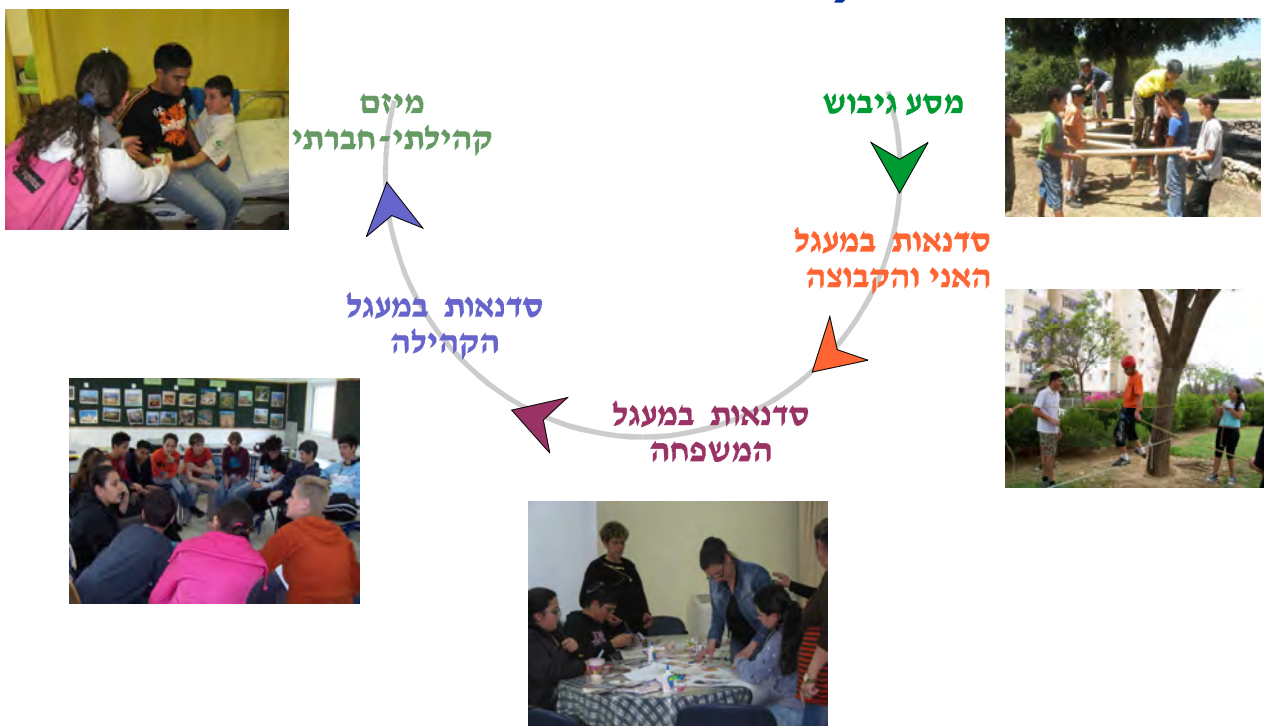 מסע גיבוש
סדנאות במעגל
האני והקבוצה
סדנאות במעגל
המשפחה
סדנאות במעגל
הקהילה
מיזם
קהילתי-חברתי